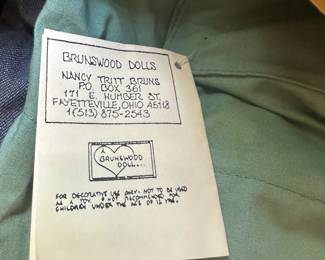 BRUNSWOOD DOLLS
NANCY TRITT BRUNS
P.O. BOX 361
171 E. HUMBER ST.
FAYETTEVILLE, OHIO 45118
1(513) 875-2543
A
BRUNSWOOD
DOLL...
FOR DECORATIVE USE ONLY. NOT TO BE USED
AS A TOY & NOT RECOMMENDED FOR
CHILDREN UNDER THE AGE OF 12 YRS.